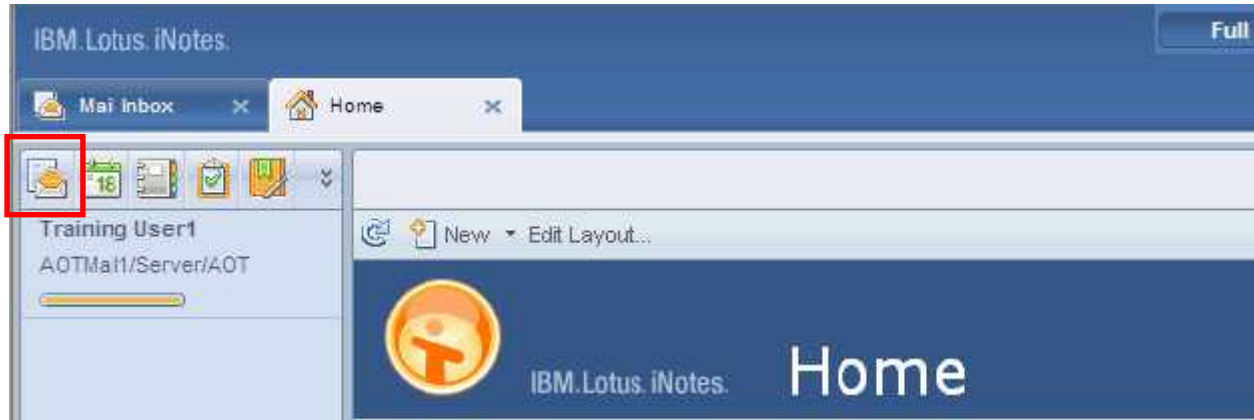 IBM.Lotus.iNotes.
Full
Mai Inbox
Home
16
Training User1
AOTMail1/Server/AOT
New
Edit Layout...
IBM.Lotus.iNotes.
Home